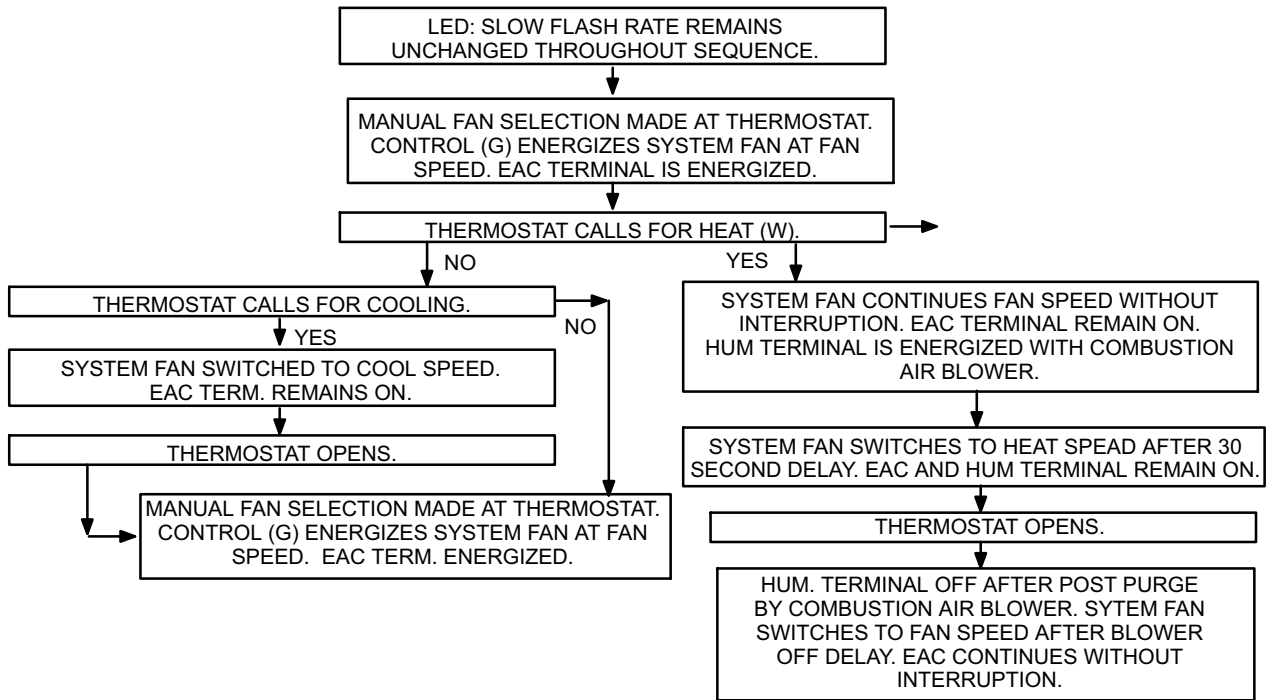 LED: SLOW FLASH RATE REMAINS
UNCHANGED THROUGHOUT SEQUENCE.
MANUAL FAN SELECTION MADE AT THERMOSTAT.
CONTROL (G) ENERGIZES SYSTEM FAN AT FAN
SPEED. EAC TERMINAL IS ENERGIZED.
THERMOSTAT CALLS FOR HEAT (W).
NO
YES
THERMOSTAT CALLS FOR COOLING.
NO
YES
SYSTEM FAN SWITCHED TO COOL SPEED.
EAC TERM. REMAINS ON.
THERMOSTAT OPENS.
MANUAL FAN SELECTION MADE AT THERMOSTAT.
CONTROL (G) ENERGIZES SYSTEM FAN AT FAN
SPEED. EAC TERM. ENERGIZED.
SYSTEM FAN CONTINUES FAN SPEED WITHOUT
INTERRUPTION. EAC TERMINAL REMAIN ON.
HUM TERMINAL IS ENERGIZED WITH COMBUSTION
AIR BLOWER.
SYSTEM FAN SWITCHES TO HEAT SPEAD AFTER 30
SECOND DELAY. EAC AND HUM TERMINAL REMAIN ON.
THERMOSTAT OPENS.
HUM. TERMINAL OFF AFTER POST PURGE
BY COMBUSTION AIR BLOWER. SYTEM FAN
SWITCHES TO FAN SPEED AFTER BLOWER
OFF DELAY. EAC CONTINUES WITHOUT
INTERRUPTION.